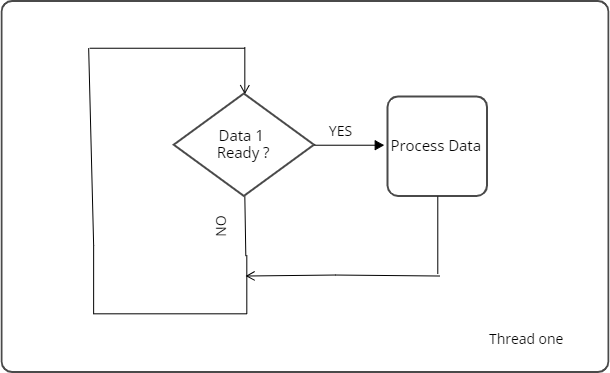 Data 1
Ready ?
YES
Process Data
NO
Thread one